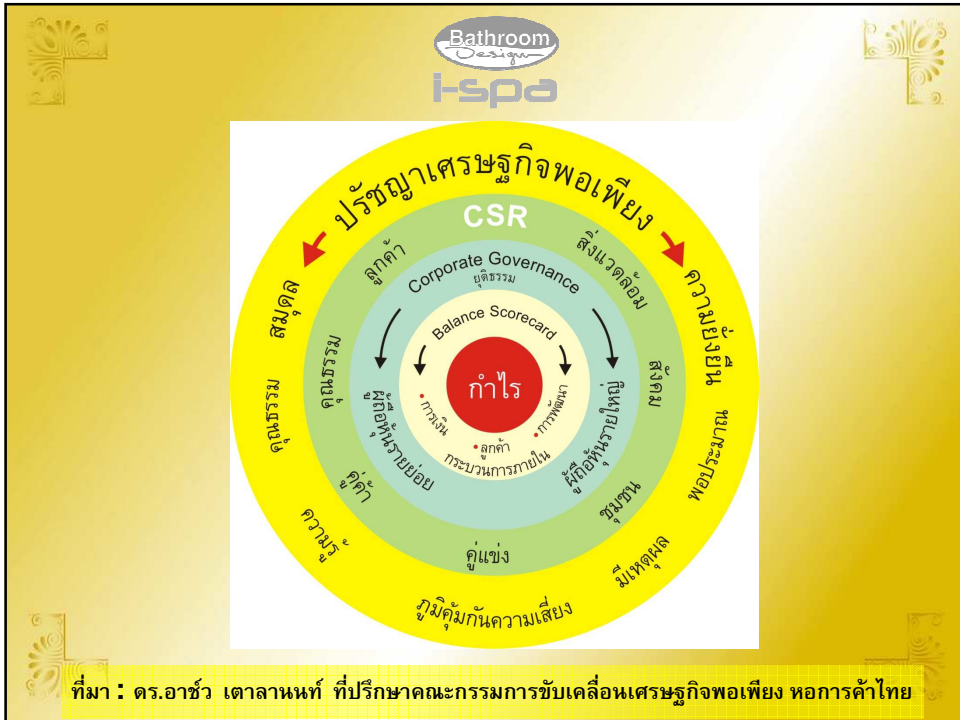 Bathroom
Design
i-spa
ปรัชญาเศรษฐกิจพอเพียง
สมดุล
ความยั่งยืน
คุณธรรม
พอประมาณ
ความรู้
มีเหตุผล
ภูมิคุ้มกันความเสี่ยง
CSR
ลูกค้า
สิ่งแวดล้อม
คุณธรรม
สังคม
คู่ค้า
ชุมชน
คู่แข่ง
Corporate Governance
ยุติธรรม
ผู้ถือหุ้นรายย่อย
ผู้ถือหุ้นรายใหญ่
Balance Scorecard
กำไร
• การเงิน
• ลูกค้า
• การพัฒนา
กระบวนการภายใน
ที่มา : ดร.อาชว์ เตาลานนท์ ที่ปรึกษาคณะกรรมการขับเคลื่อนเศรษฐกิจพอเพียง หอการค้าไทย